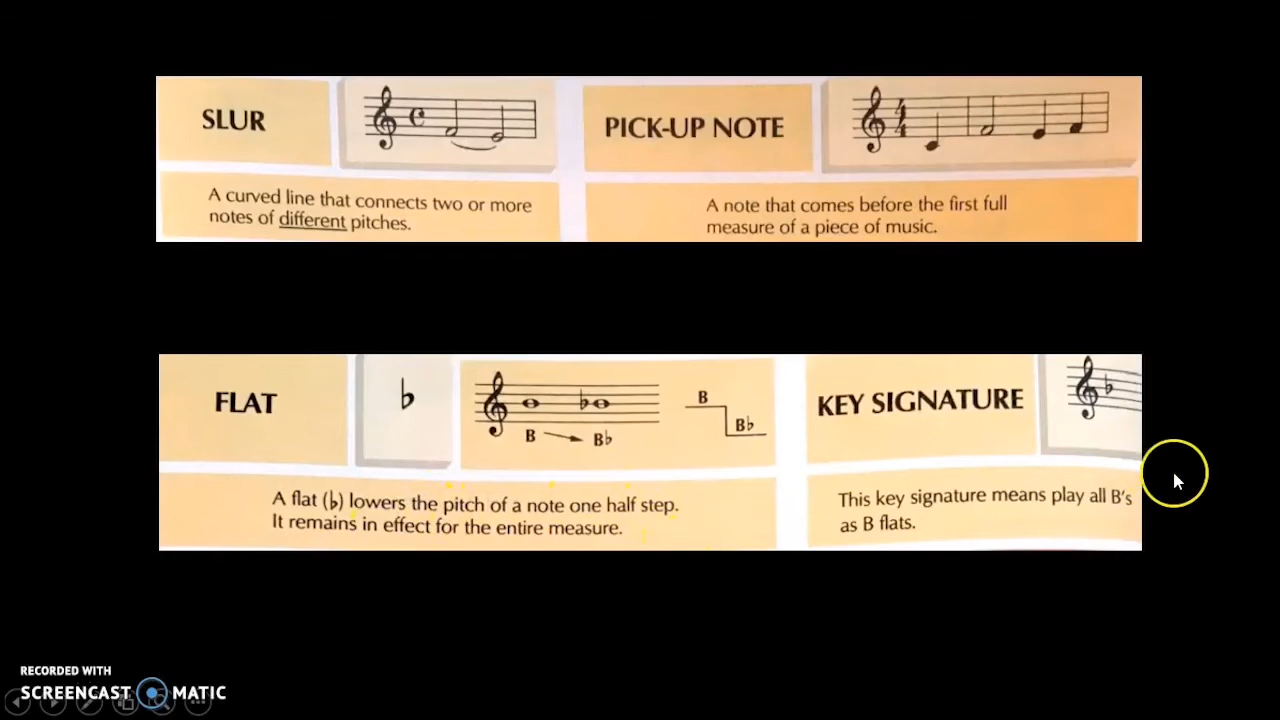 SLUR
A curved line that connects two or more
notes of different pitches.
PICK-UP NOTE
4
4
A note that comes before the first full
measure of a piece of music.
FLAT
♭
B B♭
B
B♭
A flat (♭) lowers the pitch of a note one half step.
It remains in effect for the entire measure.
KEY SIGNATURE
This key signature means play all B's
as B flats.
RECORDED WITH
SCREENCAST MATIC